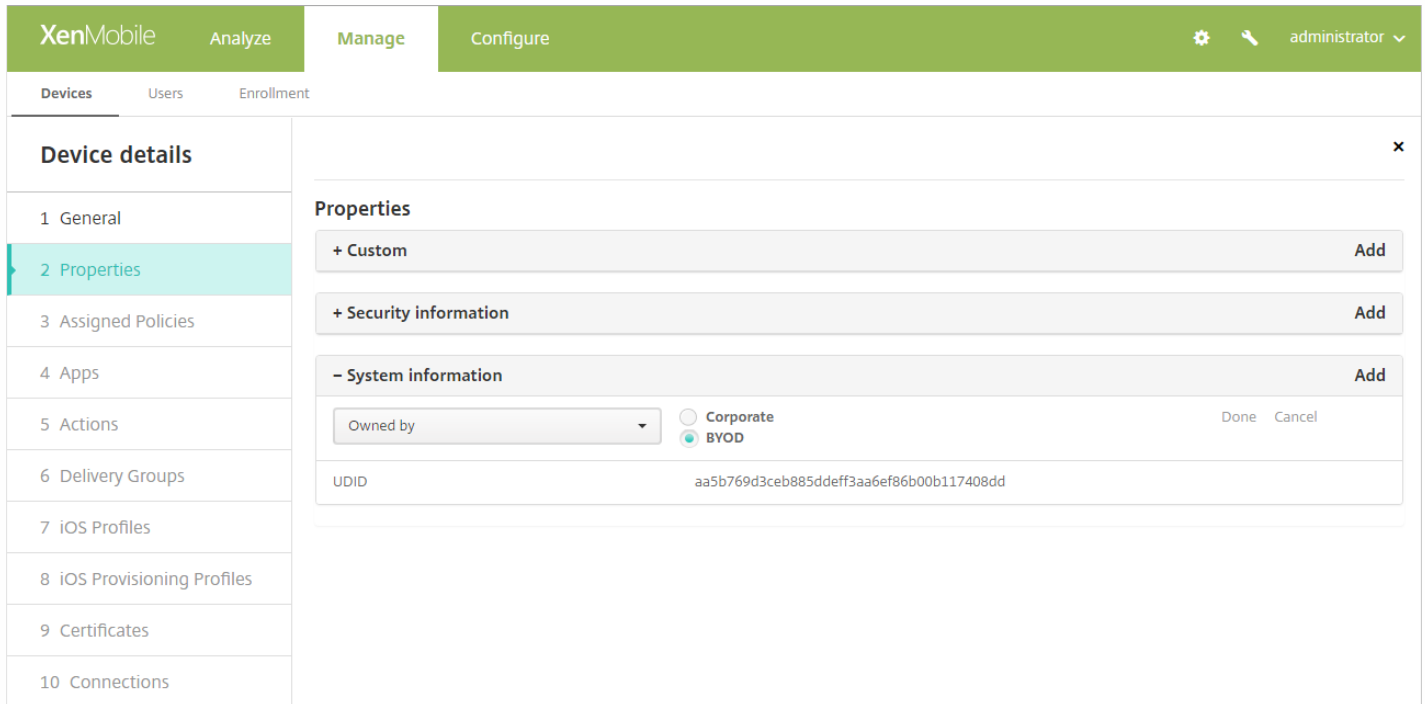 XenMobile Analyze Manage Configure administrator
Devices Users Enrollment
Device details
1 General
2 Properties
3 Assigned Policies
4 Apps
5 Actions
6 Delivery Groups
7 iOS Profiles
8 iOS Provisioning Profiles
9 Certificates
10 Connections
Properties
+ Custom Add
+ Security information Add
− System information Add
Owned by
Corporate
BYOD
Done Cancel
UDID aa5b769d3ceb885ddeff3aa6ef86b00b117408dd